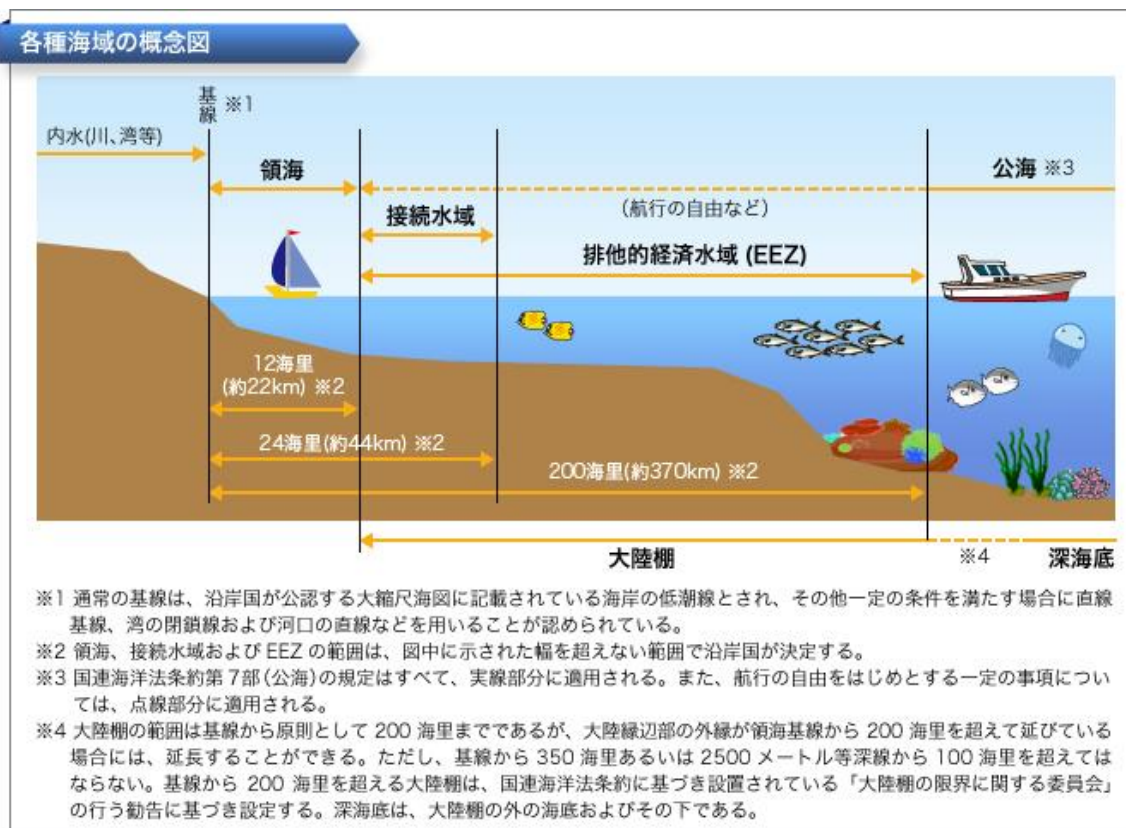 各種海域の概念図
基線 ※1
内水(川、湾等)
領海
公海 ※3
接続水域
(航行の自由など)
排他的経済水域 (EEZ)
12海里
(約22km) ※2
24海里(約44km) ※2
200海里(約370km) ※2
大陸棚
※4
深海底
※1 通常の基線は、沿岸国が公認する大縮尺海図に記載されている海岸の低潮線とされ、その他一定の条件を満たす場合に直線
基線、湾の閉鎖線および河口の直線などを用いることが認められている。
※2 領海、接続水域および EEZ の範囲は、図中に示された幅を超えない範囲で沿岸国が決定する。
※3 国連海洋法条約第 7 部(公海)の規定はすべて、実線部分に適用される。また、航行の自由をはじめとする一定の事項につい
ては、点線部分に適用される。
※4 大陸棚の範囲は基線から原則として 200 海里までであるが、大陸縁辺部の外縁が領海基線から 200 海里を超えて延びている
場合には、延長することができる。ただし、基線から 350 海里あるいは 2500 メートル等深線から 100 海里を超えては
ならない。基線から 200 海里を超える大陸棚は、国連海洋法条約に基づき設置されている「大陸棚の限界に関する委員会」
の行う勧告に基づき設定する。深海底は、大陸棚の外の海底およびその下である。